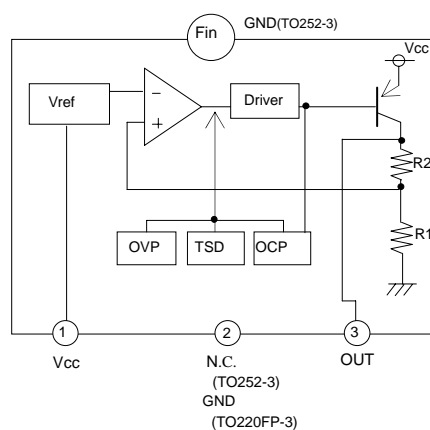 Fin
GND(TO252-3)
Vcc
Vref
−
+
Driver
R2
OVP
TSD
OCP
R1
1
2
3
Vcc
N.C.
OUT
(TO252-3)
GND
(TO220FP-3)